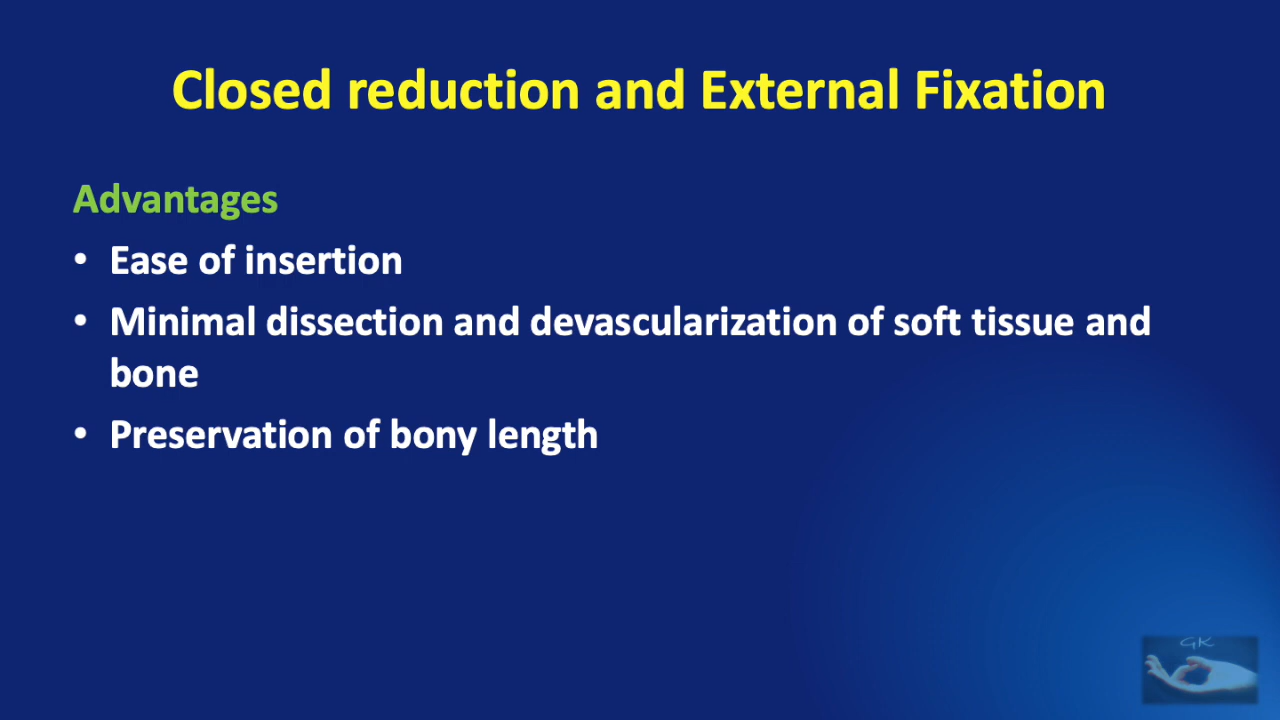 Closed reduction and External Fixation
Advantages
• Ease of insertion
• Minimal dissection and devascularization of soft tissue and
bone
• Preservation of bony length
GK